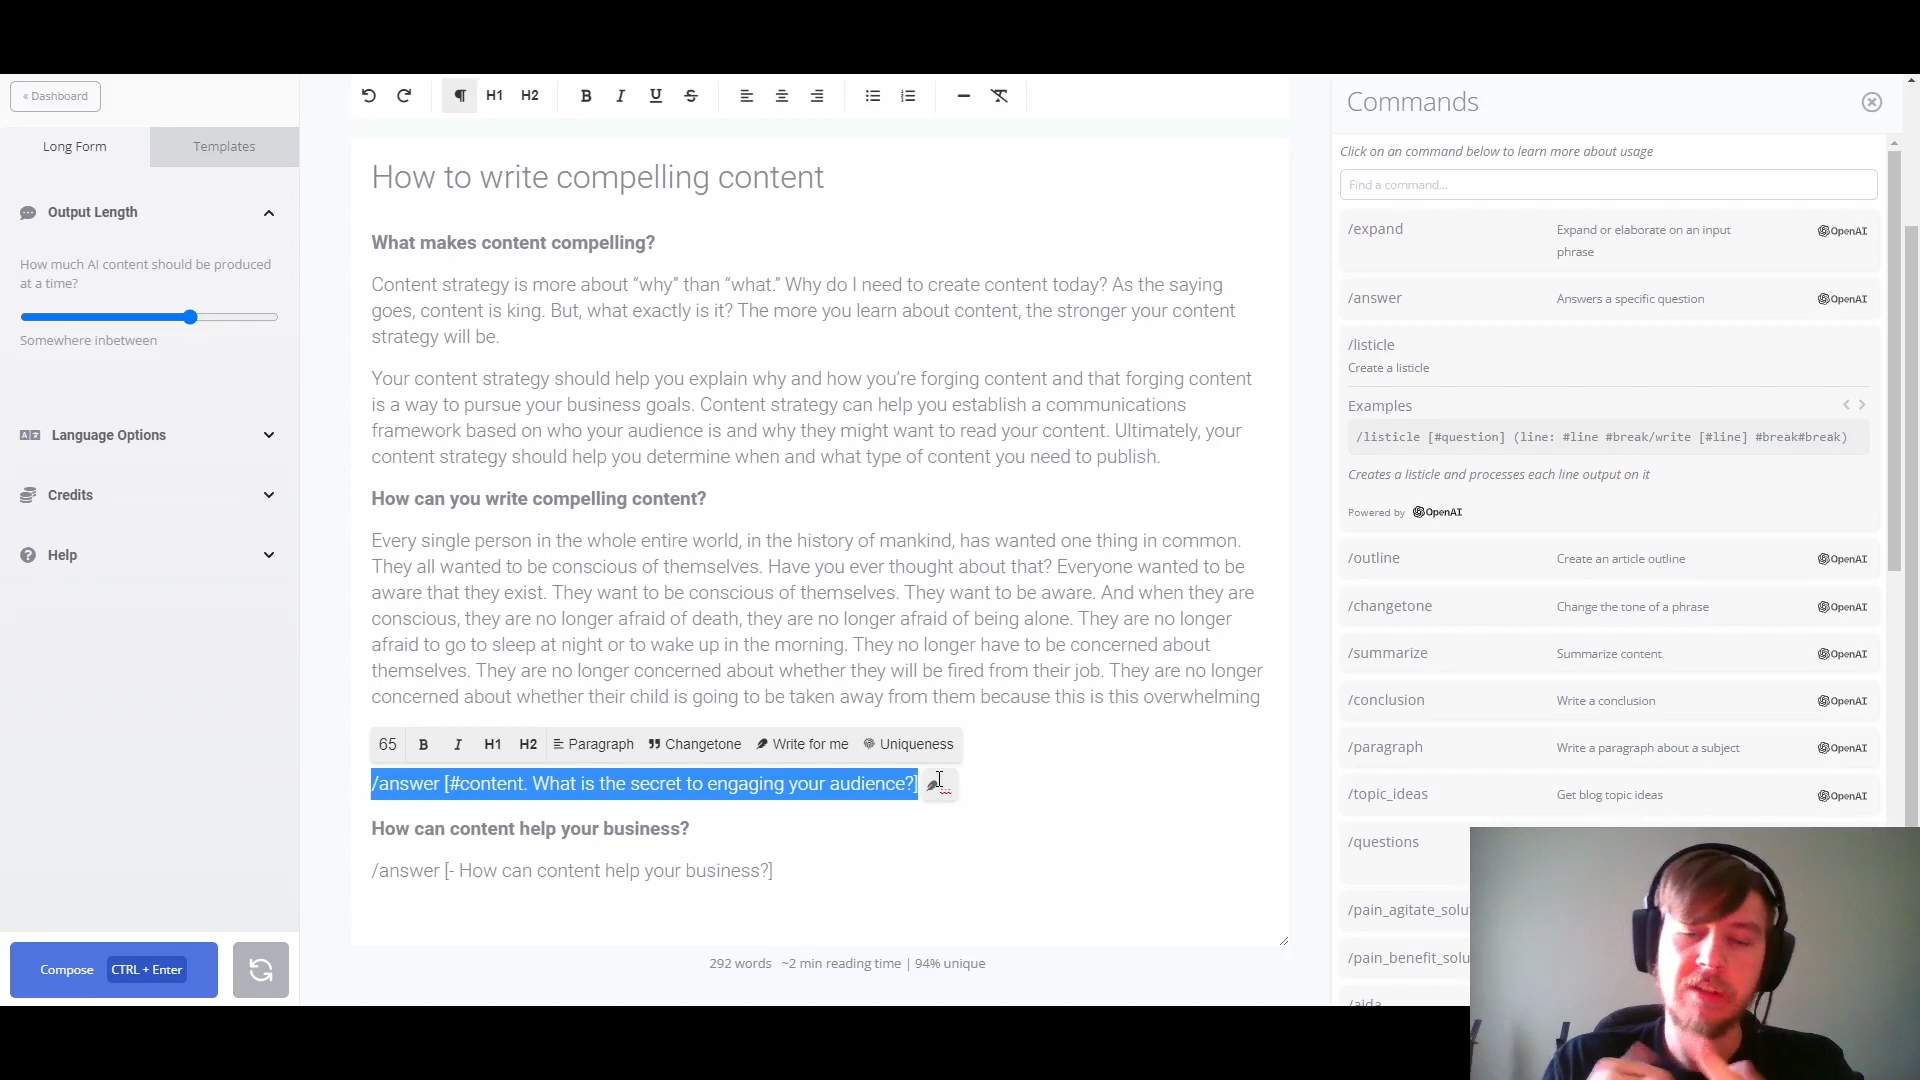 « Dashboard
Long Form
Templates
Output Length
How much AI content should be produced
at a time?
Somewhere inbetween
Language Options
Credits
Help
Compose CTRL + Enter
H1 H2 B I U S
How to write compelling content
What makes content compelling?
Content strategy is more about “why” than “what.” Why do I need to create content today? As the saying
goes, content is king. But, what exactly is it? The more you learn about content, the stronger your content
strategy will be.
Your content strategy should help you explain why and how you’re forging content and that forging content
is a way to pursue your business goals. Content strategy can help you establish a communications
framework based on who your audience is and why they might want to read your content. Ultimately, your
content strategy should help you determine when and what type of content you need to publish.
How can you write compelling content?
Every single person in the whole entire world, in the history of mankind, has wanted one thing in common.
They all wanted to be conscious of themselves. Have you ever thought about that? Everyone wanted to be
aware that they exist. They want to be conscious of themselves. They want to be aware. And when they are
conscious, they are no longer afraid of death, they are no longer afraid of being alone. They are no longer
afraid to go to sleep at night or to wake up in the morning. They no longer have to be concerned about
themselves. They are no longer concerned about whether they will be fired from their job. They are no longer
concerned about whether their child is going to be taken away from them because this is this overwhelming
65 B I H1 H2 Paragraph Changetone Write for me Uniqueness
/answer [#content. What is the secret to engaging your audience?]
How can content help your business?
/answer [- How can content help your business?]
292 words ~2 min reading time | 94% unique
Commands
Click on an command below to learn more about usage
Find a command...
/expand Expand or elaborate on an input OpenAI
phrase
/answer Answers a specific question OpenAI
/listicle
Create a listicle
Examples < >
/listicle [#question] (line: #line #break/write [#line] #break#break)
Creates a listicle and processes each line output on it
Powered by OpenAI
/outline Create an article outline OpenAI
/changetone Change the tone of a phrase OpenAI
/summarize Summarize content OpenAI
/conclusion Write a conclusion OpenAI
/paragraph Write a paragraph about a subject OpenAI
/topic_ideas Get blog topic ideas OpenAI
/questions
/pain_agitate_solu
/pain_benefit_solu
/aida